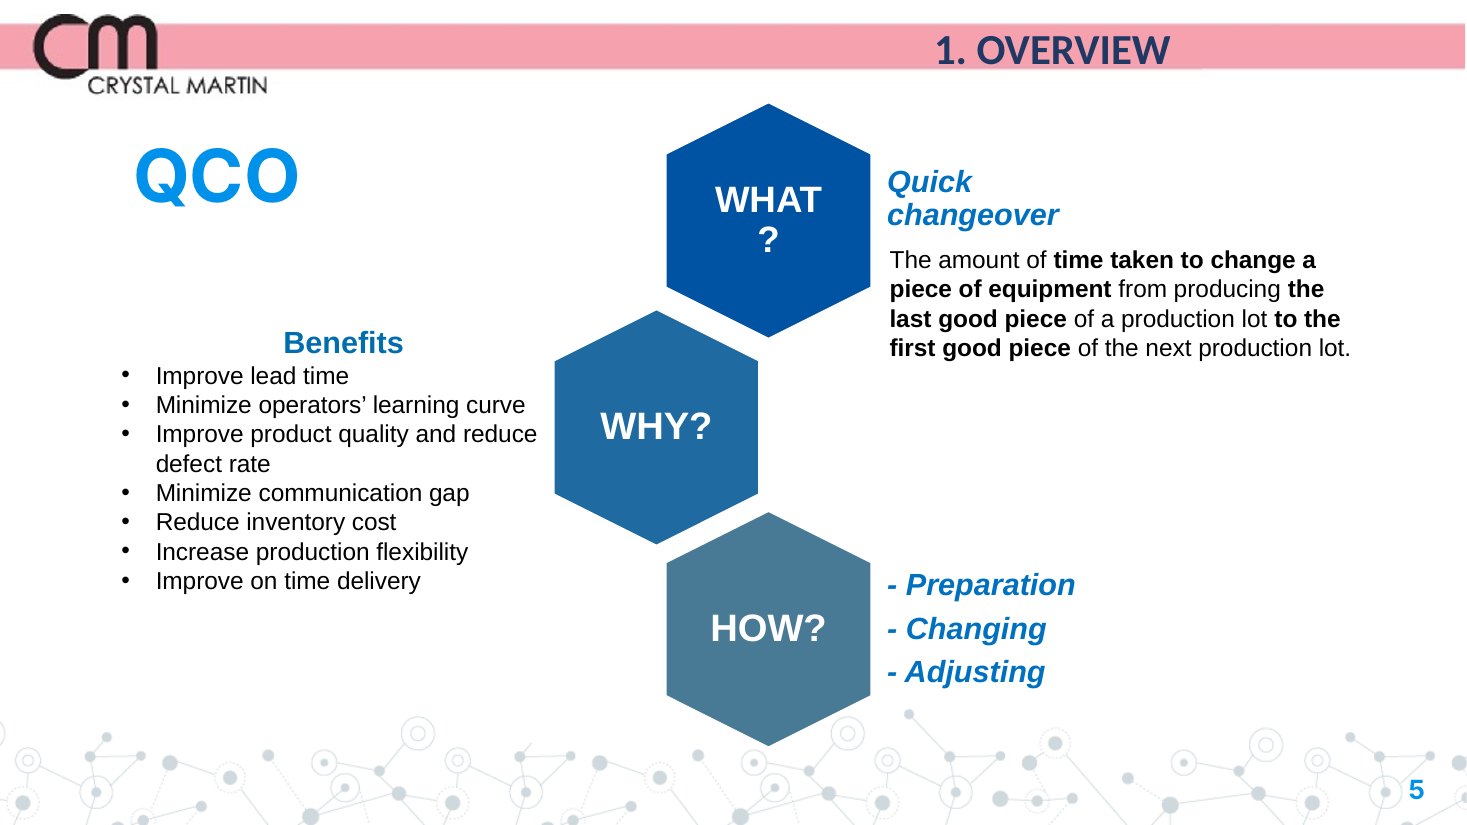 CM
CRYSTAL MARTIN
1. OVERVIEW
QCO
WHAT
?
Quick
changeover
The amount of time taken to change a
piece of equipment from producing the
last good piece of a production lot to the
first good piece of the next production lot.
Benefits
• Improve lead time
• Minimize operators’ learning curve
• Improve product quality and reduce
defect rate
• Minimize communication gap
• Reduce inventory cost
• Increase production flexibility
• Improve on time delivery
WHY?
HOW?
- Preparation
- Changing
- Adjusting
5